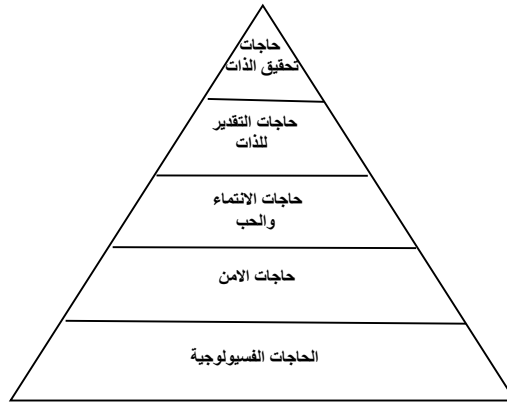 حاجات
تحقيق الذات
حاجات التقدير
للذات
حاجات الانتماء
والحب
حاجات الامن
الحاجات الفسيولوجية